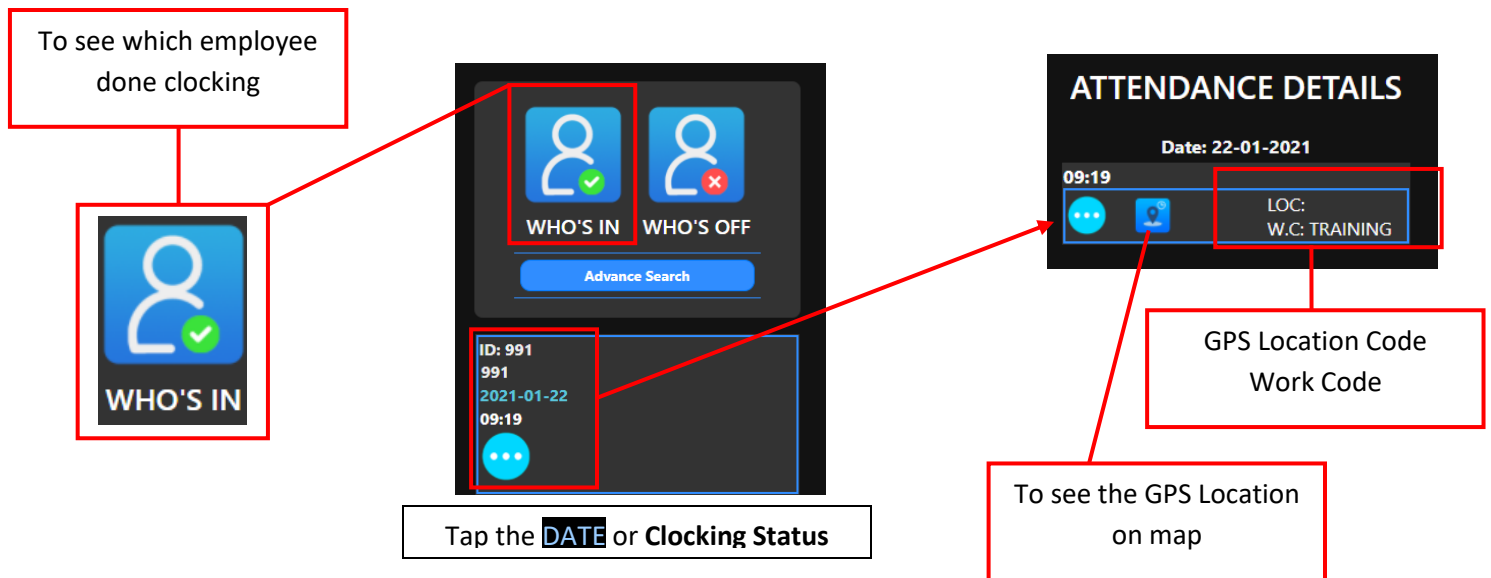 To see which employee
done clocking
WHO'S IN
WHO'S IN
WHO'S OFF
Advance Search
ID: 991
991
2021-01-22
09:19
Tap the DATE or Clocking Status
ATTENDANCE DETAILS
Date: 22-01-2021
09:19
LOC:
W.C: TRAINING
GPS Location Code
Work Code
To see the GPS Location
on map